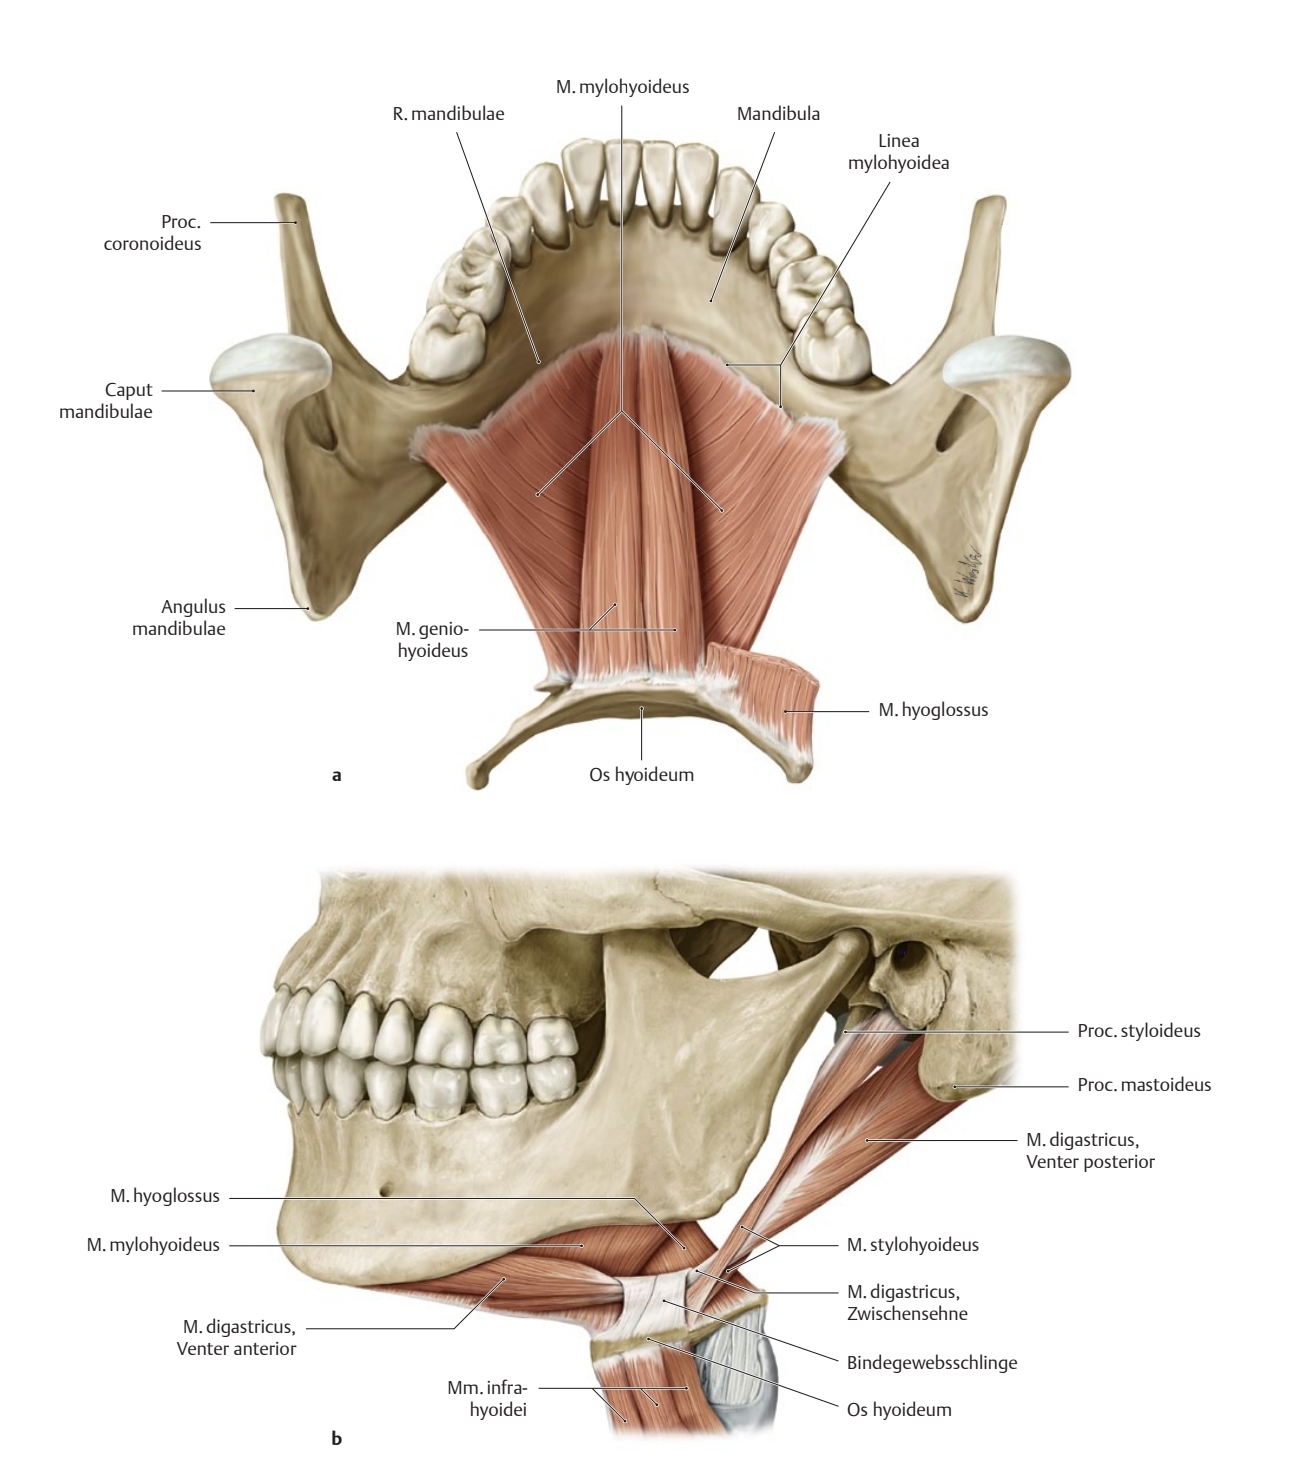 M. mylohyoideus
R. mandibulae
Mandibula
Linea
mylohyoidea
Proc.
coronoideus
Caput
mandibulae
Angulus
mandibulae
M. genio-
hyoideus
M. hyoglossus
Os hyoideum
a
Proc. styloideus
Proc. mastoideus
M. digastricus,
Venter posterior
M. hyoglossus
M. mylohyoideus
M. stylohyoideus
M. digastricus,
Zwischensehne
M. digastricus,
Venter anterior
Bindegewebsschlinge
Mm. infra-
hyoidei
Os hyoideum
b